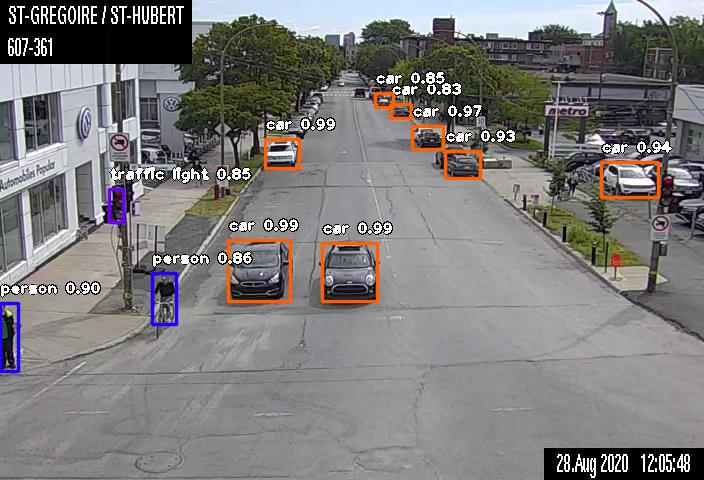 ST-GREGOIRE / ST-HUBERT
607-361
car 0.85
car 0.83
car 0.97
car 0.99
car 0.93
metro
car 0.94
Automobiles Popular
traffic light 0.85
car 0.99
car 0.99
person 0.86
person 0.90
28.Aug 2020 12:05:48